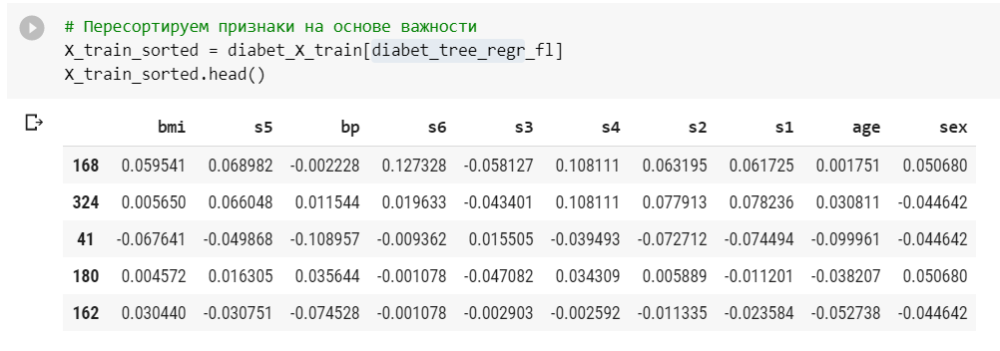 # Пересортируем признаки на основе важности
X_train_sorted = diabet_X_train[diabet_tree_regr_fl]
X_train_sorted.head()
bmi s5 bp s6 s3 s4 s2 s1 age sex
168 0.059541 0.068982 -0.002228 0.127328 -0.058127 0.108111 0.063195 0.061725 0.001751 0.050680
324 0.005650 0.066048 0.011544 0.019633 -0.043401 0.108111 0.077913 0.078236 0.030811 -0.044642
41 -0.067641 -0.049868 -0.108957 -0.009362 0.015505 -0.039493 -0.072712 -0.074494 -0.099961 -0.044642
180 0.004572 0.016305 0.035644 -0.001078 -0.047082 0.034309 0.005889 -0.011201 -0.038207 0.050680
162 0.030440 -0.030751 -0.074528 -0.001078 -0.002903 -0.002592 -0.011335 -0.023584 -0.052738 -0.044642